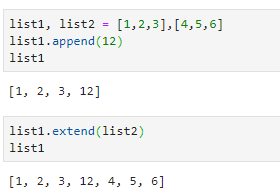 list1, list2 = [1,2,3],[4,5,6]
list1.append(12)
list1
[1, 2, 3, 12]
list1.extend(list2)
list1
[1, 2, 3, 12, 4, 5, 6]